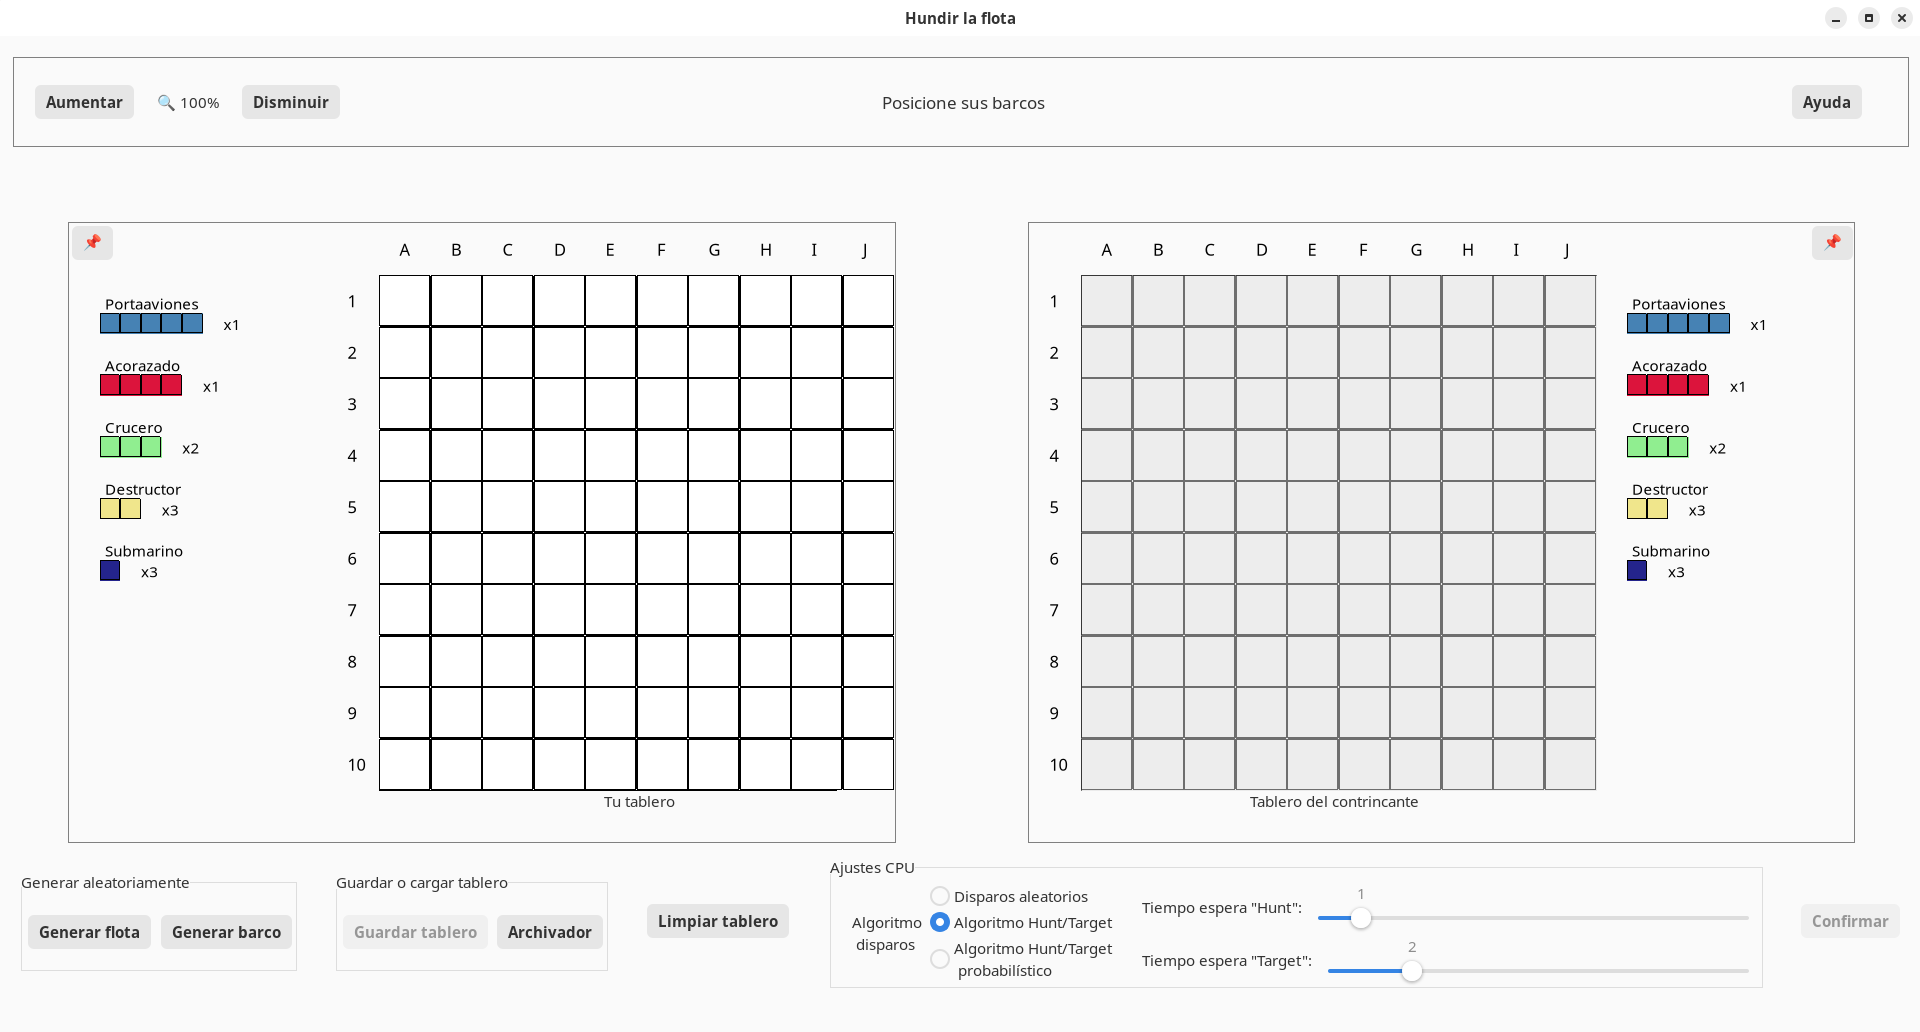 Hundir la flota
Aumentar 🔍 100% Disminuir Posicione sus barcos Ayuda
A B C D E F G H I J
1
2
3
4
5
6
7
8
9
10
Portaaviones
x1
Acorazado
x1
Crucero
x2
Destructor
x3
Submarino
x3
Tu tablero
A B C D E F G H I J
1
2
3
4
5
6
7
8
9
10
Portaaviones
x1
Acorazado
x1
Crucero
x2
Destructor
x3
Submarino
x3
Tablero del contrincante
Generar aleatoriamente
Generar flota Generar barco
Guardar o cargar tablero
Guardar tablero Archivador
Limpiar tablero
Ajustes CPU
Algoritmo
disparos
Disparos aleatorios
Algoritmo Hunt/Target
Algoritmo Hunt/Target
probabilístico
Tiempo espera "Hunt": 1
Tiempo espera "Target": 2
Confirmar